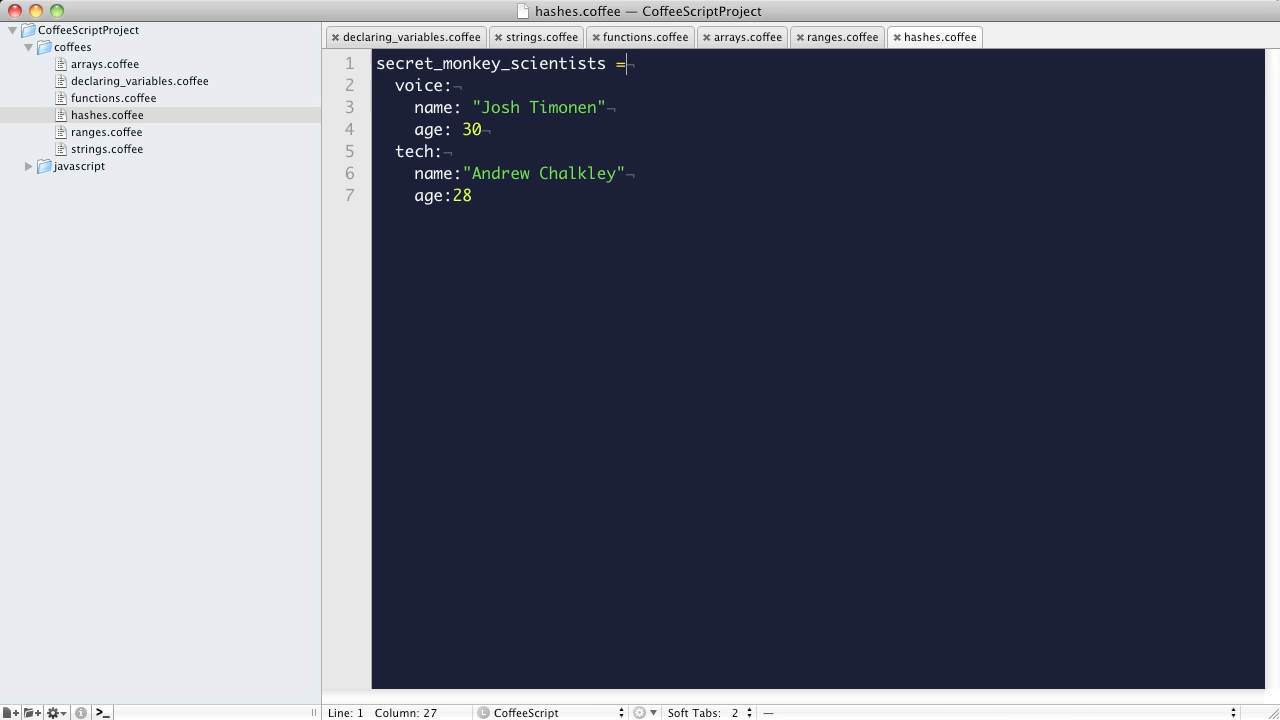 hashes.coffee — CoffeeScriptProject
CoffeeScriptProject
coffees
arrays.coffee
declaring_variables.coffee
functions.coffee
hashes.coffee
ranges.coffee
strings.coffee
javascript
declaring_variables.coffee strings.coffee functions.coffee arrays.coffee ranges.coffee hashes.coffee
1 secret_monkey_scientists =¬
2 voice:¬
3 name: "Josh Timonen"¬
4 age: 30¬
5 tech:¬
6 name:"Andrew Chalkley"¬
7 age:28
Line: 1 Column: 27 L CoffeeScript Soft Tabs: 2 —